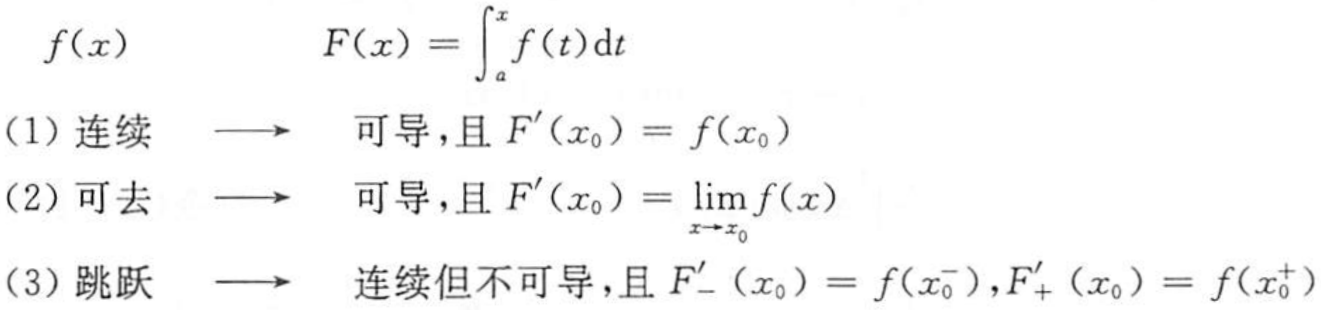 f(x)　　F(x) = ∫ₐˣ f(t)dt
(1) 连续 ⟶ 可导,且 F′(x₀) = f(x₀)
(2) 可去 ⟶ 可导,且 F′(x₀) = lim_{x→x₀} f(x)
(3) 跳跃 ⟶ 连续但不可导,且 F′₋(x₀) = f(x₀⁻),F′₊(x₀) = f(x₀⁺)